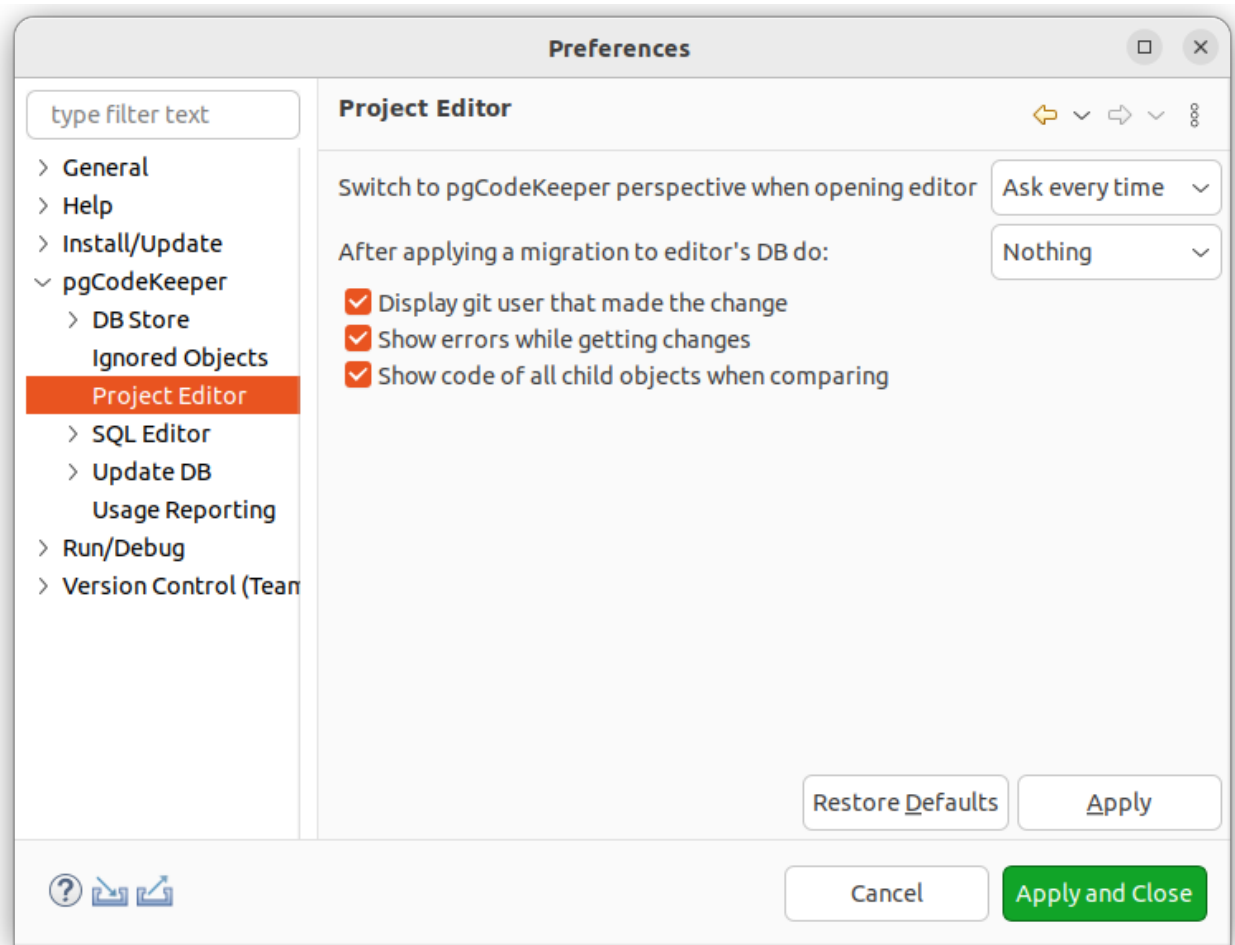 Preferences
type filter text
General
Help
Install/Update
pgCodeKeeper
DB Store
Ignored Objects
Project Editor
SQL Editor
Update DB
Usage Reporting
Run/Debug
Version Control (Team
Project Editor
Switch to pgCodeKeeper perspective when opening editor Ask every time
After applying a migration to editor's DB do: Nothing
Display git user that made the change
Show errors while getting changes
Show code of all child objects when comparing
Restore Defaults Apply
Cancel Apply and Close